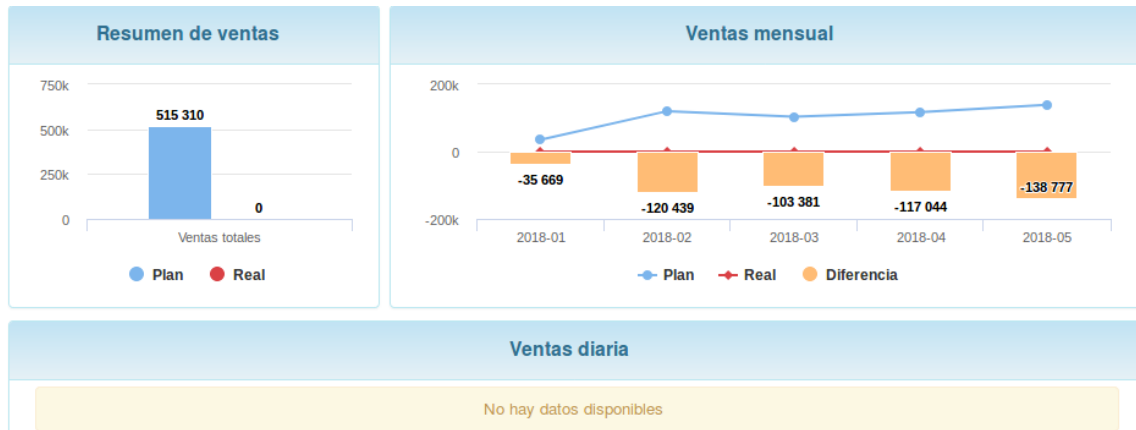 Resumen de ventas
750k
500k
250k
0
515 310
0
Ventas totales
Plan
Real
Ventas mensual
200k
0
-200k
-35 669
-120 439
-103 381
-117 044
-138 777
2018-01
2018-02
2018-03
2018-04
2018-05
Plan
Real
Diferencia
Ventas diaria
No hay datos disponibles